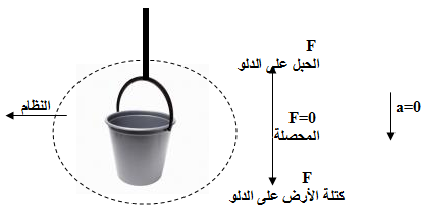 F
الحبل على الدلو
النظام
F=0
المحصلة
a=0
F
كتلة الأرض على الدلو